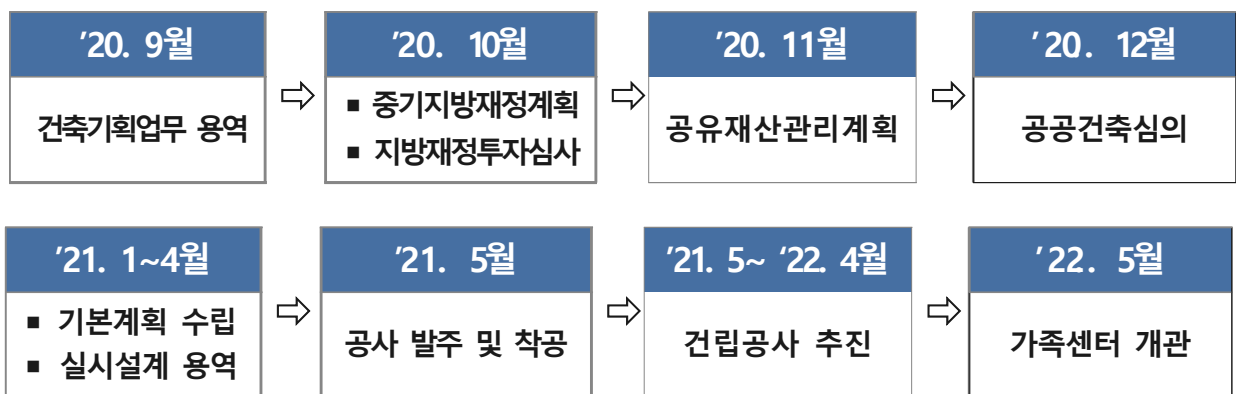 ’20. 9월
건축기획업무 용역
⇨
’20. 10월
▪ 중기지방재정계획
▪ 지방재정투자심사
⇨
’20. 11월
공유재산관리계획
⇨
’20. 12월
공공건축심의
’21. 1~4월
▪ 기본계획 수립
▪ 실시설계 용역
⇨
’21. 5월
공사 발주 및 착공
⇨
’21. 5~ ‘22. 4월
건립공사 추진
⇨
’22. 5월
가족센터 개관